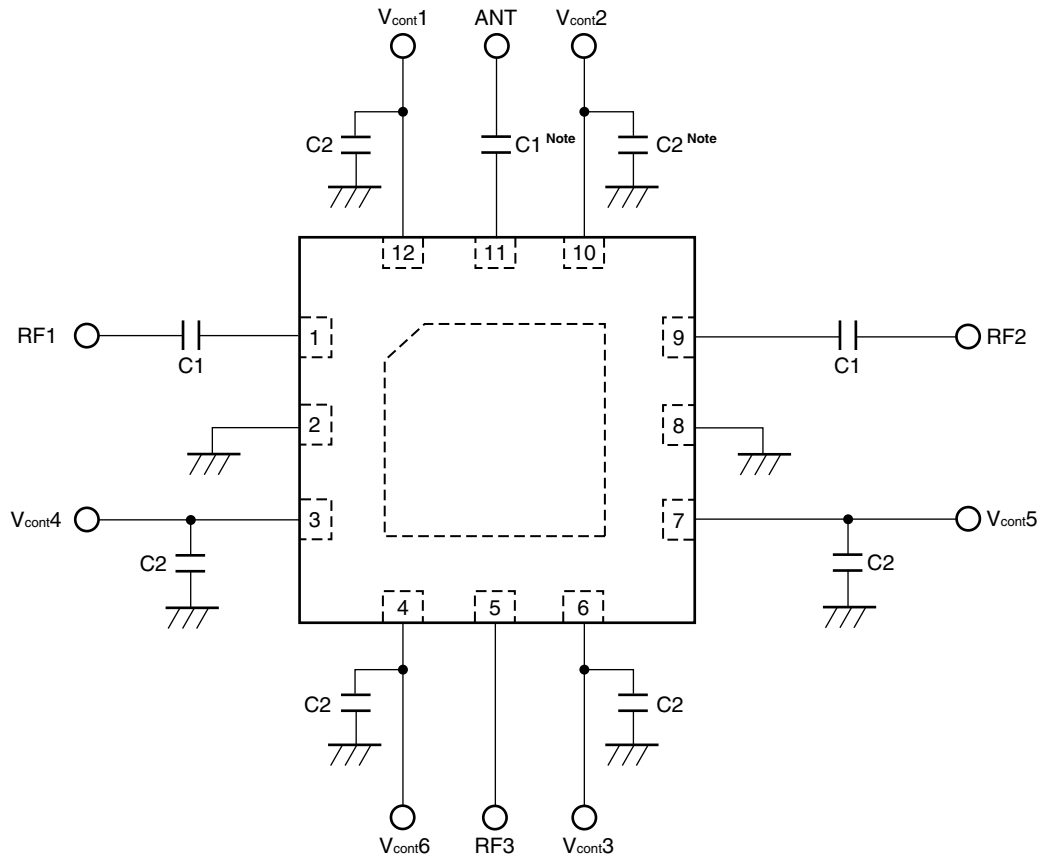 Vcont1 ANT Vcont2
C2 C1 Note C2 Note
12 11 10
RF1 C1 1 9 C1 RF2
2 8
Vcont4 3 7 Vcont5
C2 C2
4 5 6
C2 C2
Vcont6 RF3 Vcont3